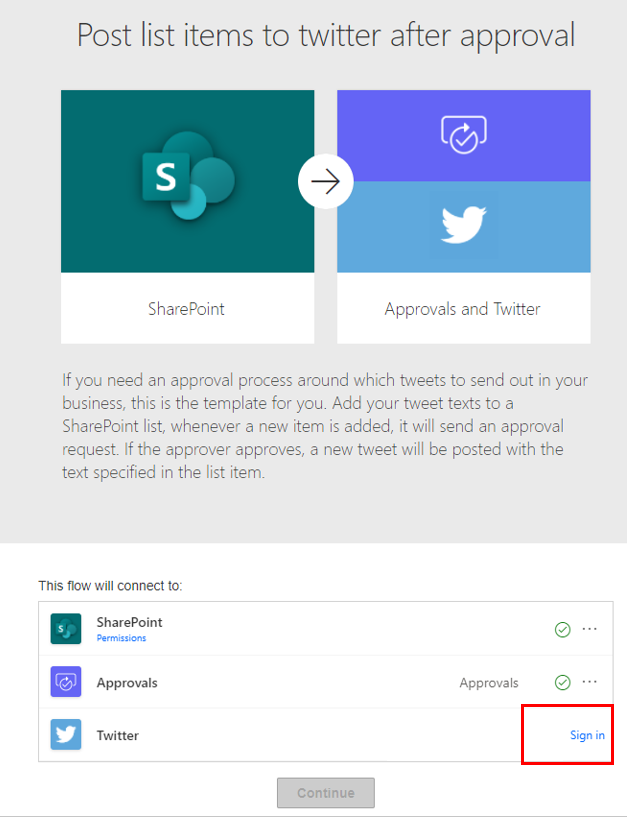 Post list items to twitter after approval
S
SharePoint
Approvals and Twitter
If you need an approval process around which tweets to send out in your
business, this is the template for you. Add your tweet texts to a
SharePoint list, whenever a new item is added, it will send an approval
request. If the approver approves, a new tweet will be posted with the
text specified in the list item.
This flow will connect to:
S
SharePoint
Permissions
Approvals
Approvals
Twitter
Sign in
Continue